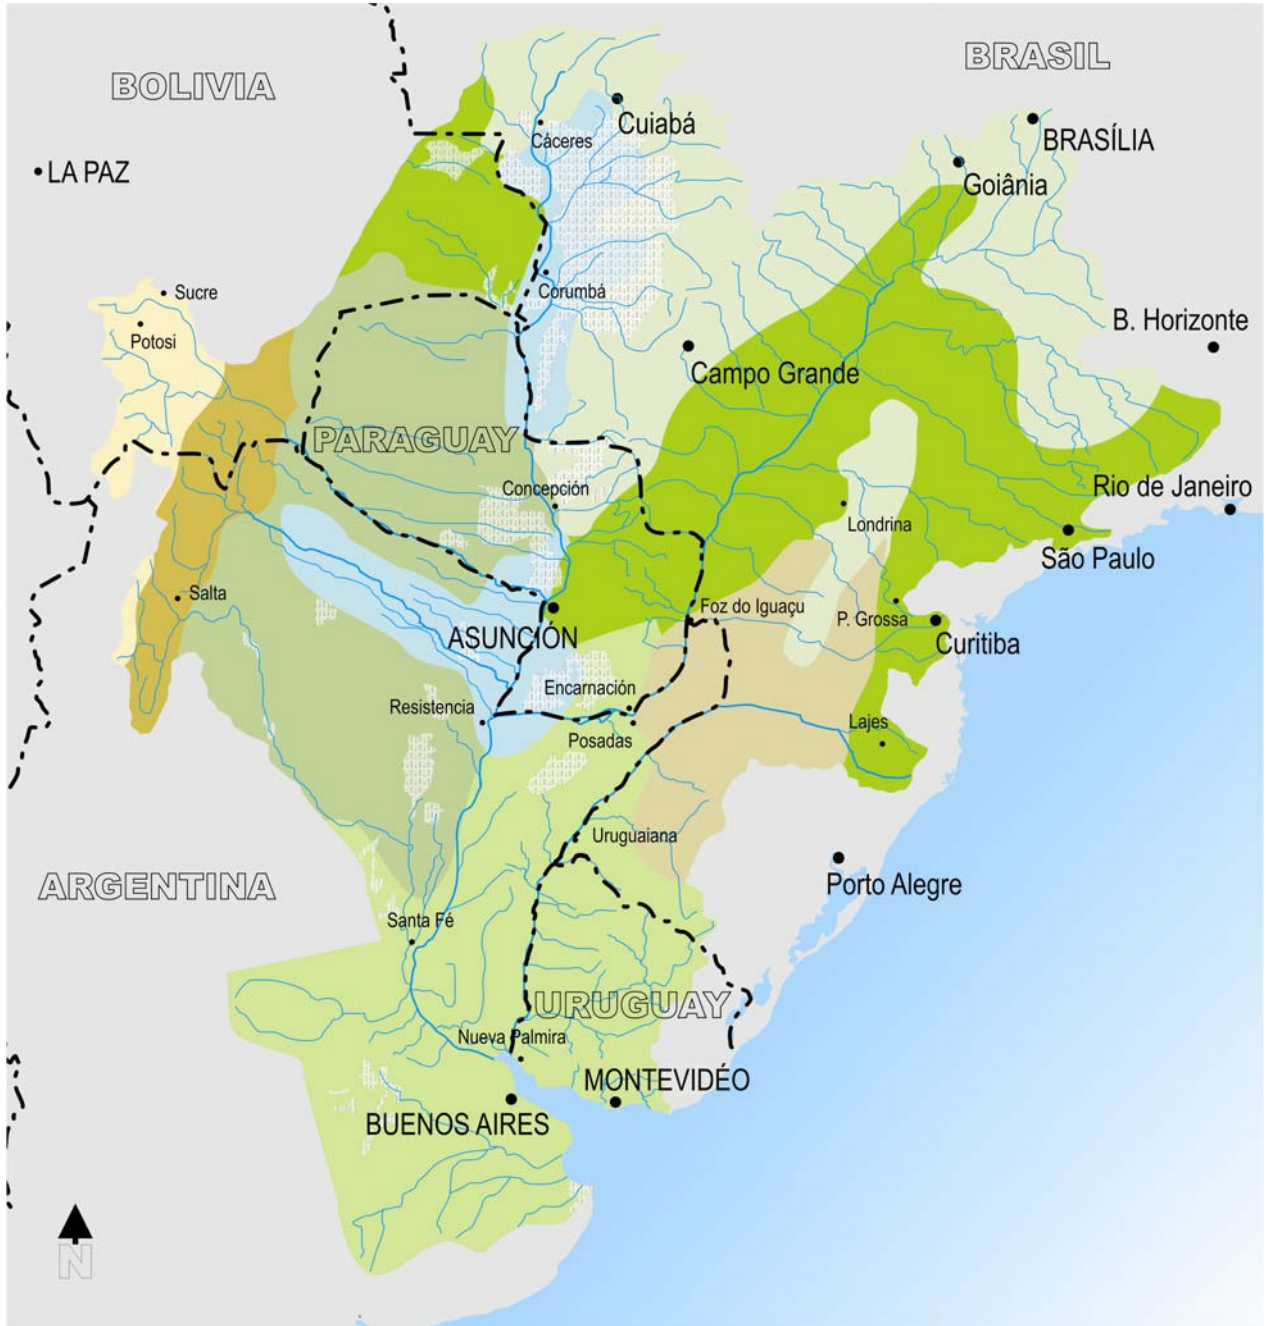 BRASIL
BOLIVIA
Cuiabá
Cáceres
BRASÍLIA
LA PAZ
Goiânia
Sucre
Corumbá
B. Horizonte
Potosi
Campo Grande
PARAGUAY
Concepción
Rio de Janeiro
Londrina
São Paulo
Salta
Foz do Iguaçu
P. Grossa
ASUNCIÓN
Curitiba
Encarnación
Resistencia
Lajes
Posadas
Uruguaiana
ARGENTINA
Porto Alegre
Santa Fé
URUGUAY
Nueva Palmira
MONTEVIDÉO
BUENOS AIRES
N